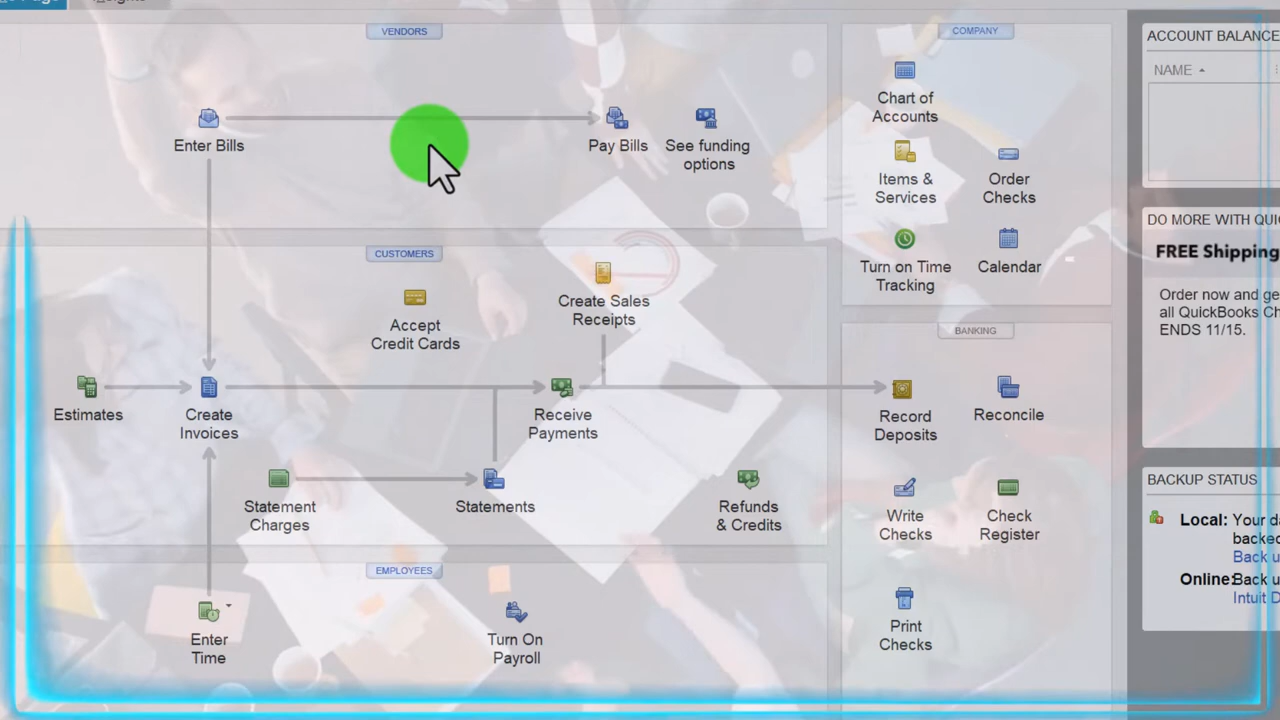 VENDORS
Enter Bills
Pay Bills
See funding
options
CUSTOMERS
Accept
Credit Cards
Create Sales
Receipts
Estimates
Create
Invoices
Receive
Payments
Statement
Charges
Statements
Refunds
& Credits
EMPLOYEES
Enter
Time
Turn On
Payroll
COMPANY
Chart of
Accounts
Items &
Services
Order
Checks
Turn on Time
Tracking
Calendar
BANKING
Record
Deposits
Reconcile
Write
Checks
Check
Register
Print
Checks
ACCOUNT BALANCE
NAME
DO MORE WITH
FREE Shipping
Order now and
all QuickBooks
ENDS 11/15.
BACKUP STATUS
Local: Your
Online: Back
Intuit